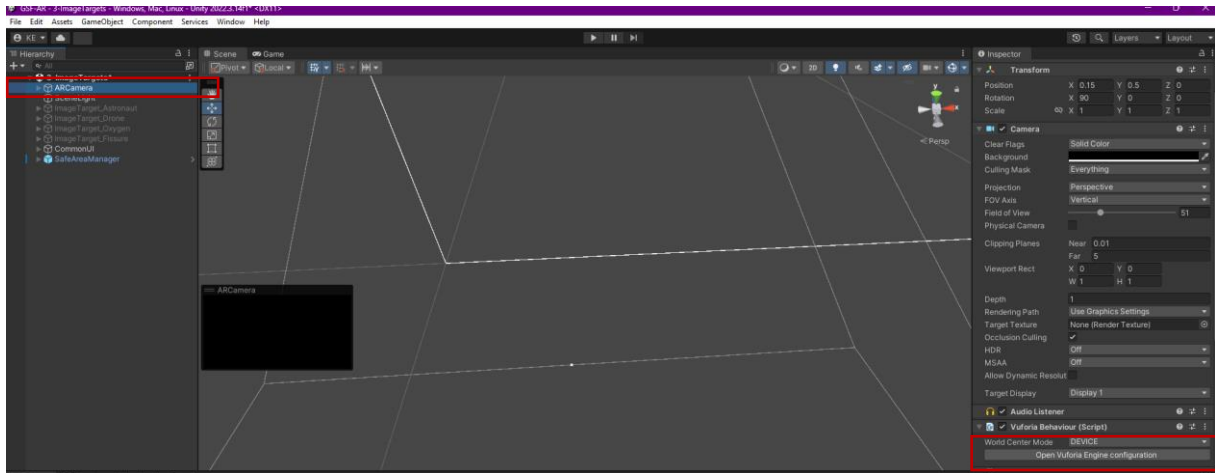 GSF-AR - 3-ImageTargets - Windows, Mac, Linux - Unity 2022.3.14f1* <DX11>
File Edit Assets GameObject Component Services Window Help
KE
Layers Layout
Hierarchy
Scene Game
Inspector
All
Pivot Local
2D
ARCamera
SceneLight
ImageTarget_Astronaut
ImageTarget_Drone
ImageTarget_Oxygen
ImageTarget_Fissure
CommonUI
SafeAreaManager
y
x
< Persp
ARCamera
Transform
Position X 0.15 Y 0.5 Z 0
Rotation X 90 Y 0 Z 0
Scale X 1 Y 1 Z 1
Camera
Clear Flags Solid Color
Background
Culling Mask Everything
Projection Perspective
FOV Axis Vertical
Field of View 51
Physical Camera
Clipping Planes Near 0.01
Far 5
Viewport Rect X 0 Y 0
W 1 H 1
Depth 1
Rendering Path Use Graphics Settings
Target Texture None (Render Texture)
Occlusion Culling
HDR Off
MSAA Off
Allow Dynamic Resolut
Target Display Display 1
Audio Listener
Vuforia Behaviour (Script)
World Center Mode DEVICE
Open Vuforia Engine configuration